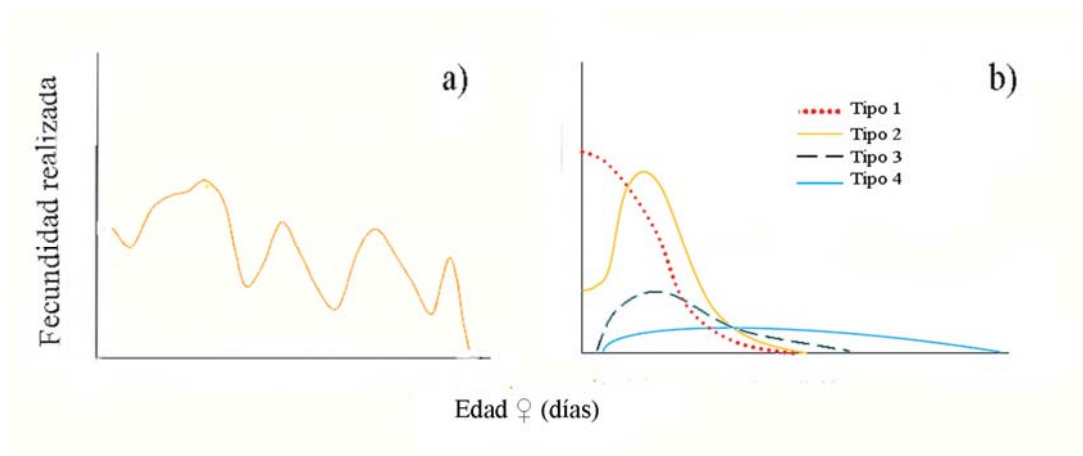 Fecundidad realizada
a)
b)
Tipo 1
Tipo 2
Tipo 3
Tipo 4
Edad ♀ (días)